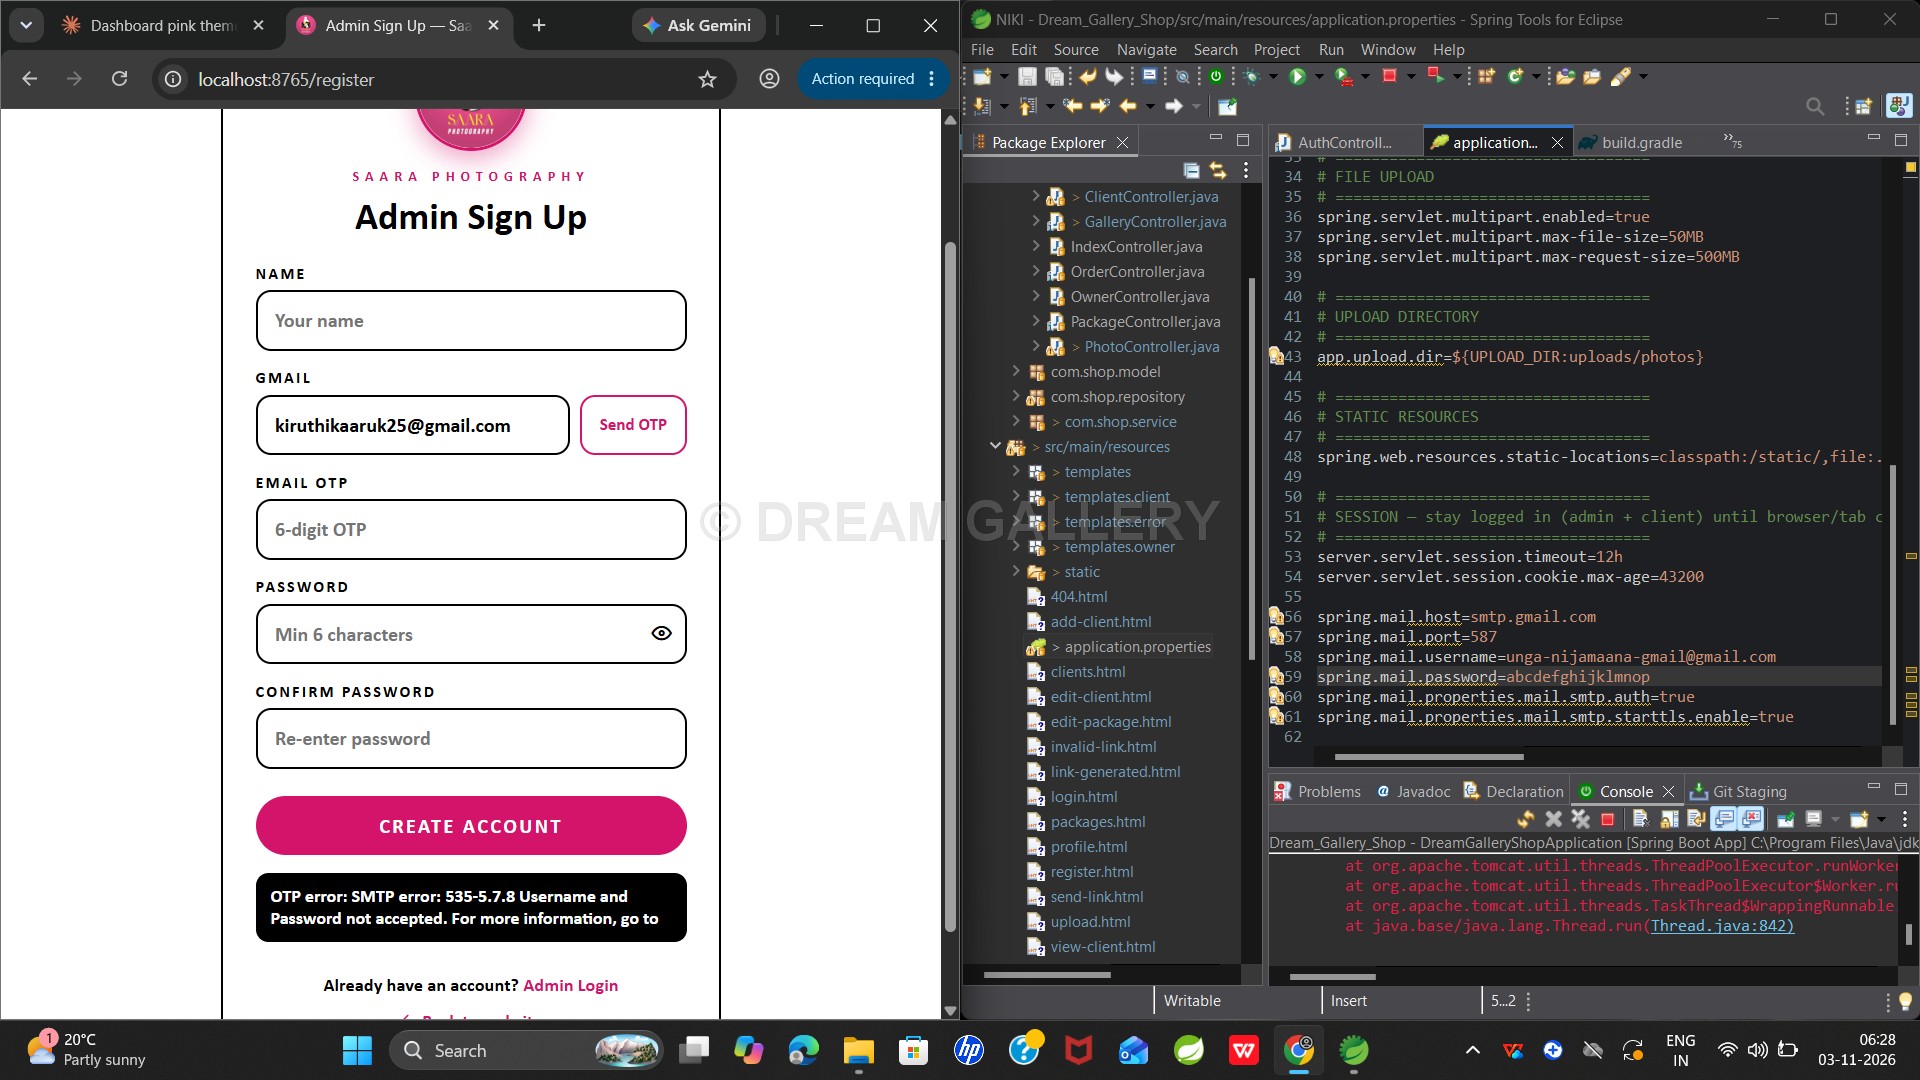 Dashboard pink them
Admin Sign Up — Saa
Ask Gemini
localhost:8765/register
Action required
SAARA
PHOTOGRAPHY
SAARA PHOTOGRAPHY
Admin Sign Up
NAME
Your name
GMAIL
kiruthikaaruk25@gmail.com
Send OTP
EMAIL OTP
6-digit OTP
PASSWORD
Min 6 characters
CONFIRM PASSWORD
Re-enter password
CREATE ACCOUNT
OTP error: SMTP error: 535-5.7.8 Username and
Password not accepted. For more information, go to
Already have an account? Admin Login
© DREAM GALLERY
NIKI - Dream_Gallery_Shop/src/main/resources/application.properties - Spring Tools for Eclipse
File Edit Source Navigate Search Project Run Window Help
Package Explorer
> ClientController.java
> GalleryController.java
IndexController.java
OrderController.java
OwnerController.java
PackageController.java
> PhotoController.java
com.shop.model
com.shop.repository
> com.shop.service
> src/main/resources
> templates
> templates.client
> templates.error
> templates.owner
> static
404.html
add-client.html
> application.properties
clients.html
edit-client.html
edit-package.html
invalid-link.html
link-generated.html
login.html
packages.html
profile.html
register.html
send-link.html
upload.html
view-client.html
AuthControll...
application...
build.gradle
»75
33 # ===================================
34 # FILE UPLOAD
35 # ===================================
36 spring.servlet.multipart.enabled=true
37 spring.servlet.multipart.max-file-size=50MB
38 spring.servlet.multipart.max-request-size=500MB
39
40 # ===================================
41 # UPLOAD DIRECTORY
42 # ===================================
43 app.upload.dir=${UPLOAD_DIR:uploads/photos}
44
45 # ===================================
46 # STATIC RESOURCES
47 # ===================================
48 spring.web.resources.static-locations=classpath:/static/,file:.
49
50 # ===================================
51 # SESSION — stay logged in (admin + client) until browser/tab c
52 # ===================================
53 server.servlet.session.timeout=12h
54 server.servlet.session.cookie.max-age=43200
55
56 spring.mail.host=smtp.gmail.com
57 spring.mail.port=587
58 spring.mail.username=unga-nijamaana-gmail@gmail.com
59 spring.mail.password=abcdefghijklmnop
60 spring.mail.properties.mail.smtp.auth=true
61 spring.mail.properties.mail.smtp.starttls.enable=true
62
Problems
Javadoc
Declaration
Console
Git Staging
Dream_Gallery_Shop - DreamGalleryShopApplication [Spring Boot App] C:\Program Files\Java\jdk
at org.apache.tomcat.util.threads.ThreadPoolExecutor.runWorker
at org.apache.tomcat.util.threads.ThreadPoolExecutor$Worker.ru
at org.apache.tomcat.util.threads.TaskThread$WrappingRunnable
at java.base/java.lang.Thread.run(Thread.java:842)
Writable
Insert
5...2
1
20°C
Partly sunny
Search
ENG
IN
06:28
03-11-2026